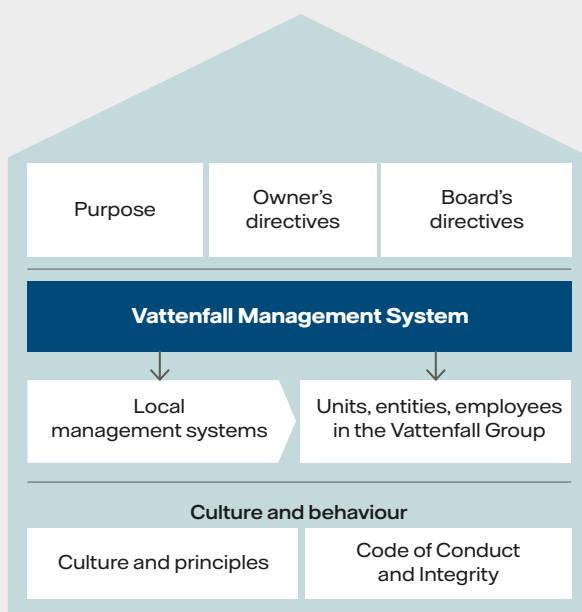 Purpose
Owner's
directives
Board's
directives
Vattenfall Management System
Local
management systems
Units, entities, employees
in the Vattenfall Group
Culture and behaviour
Culture and principles
Code of Conduct
and Integrity